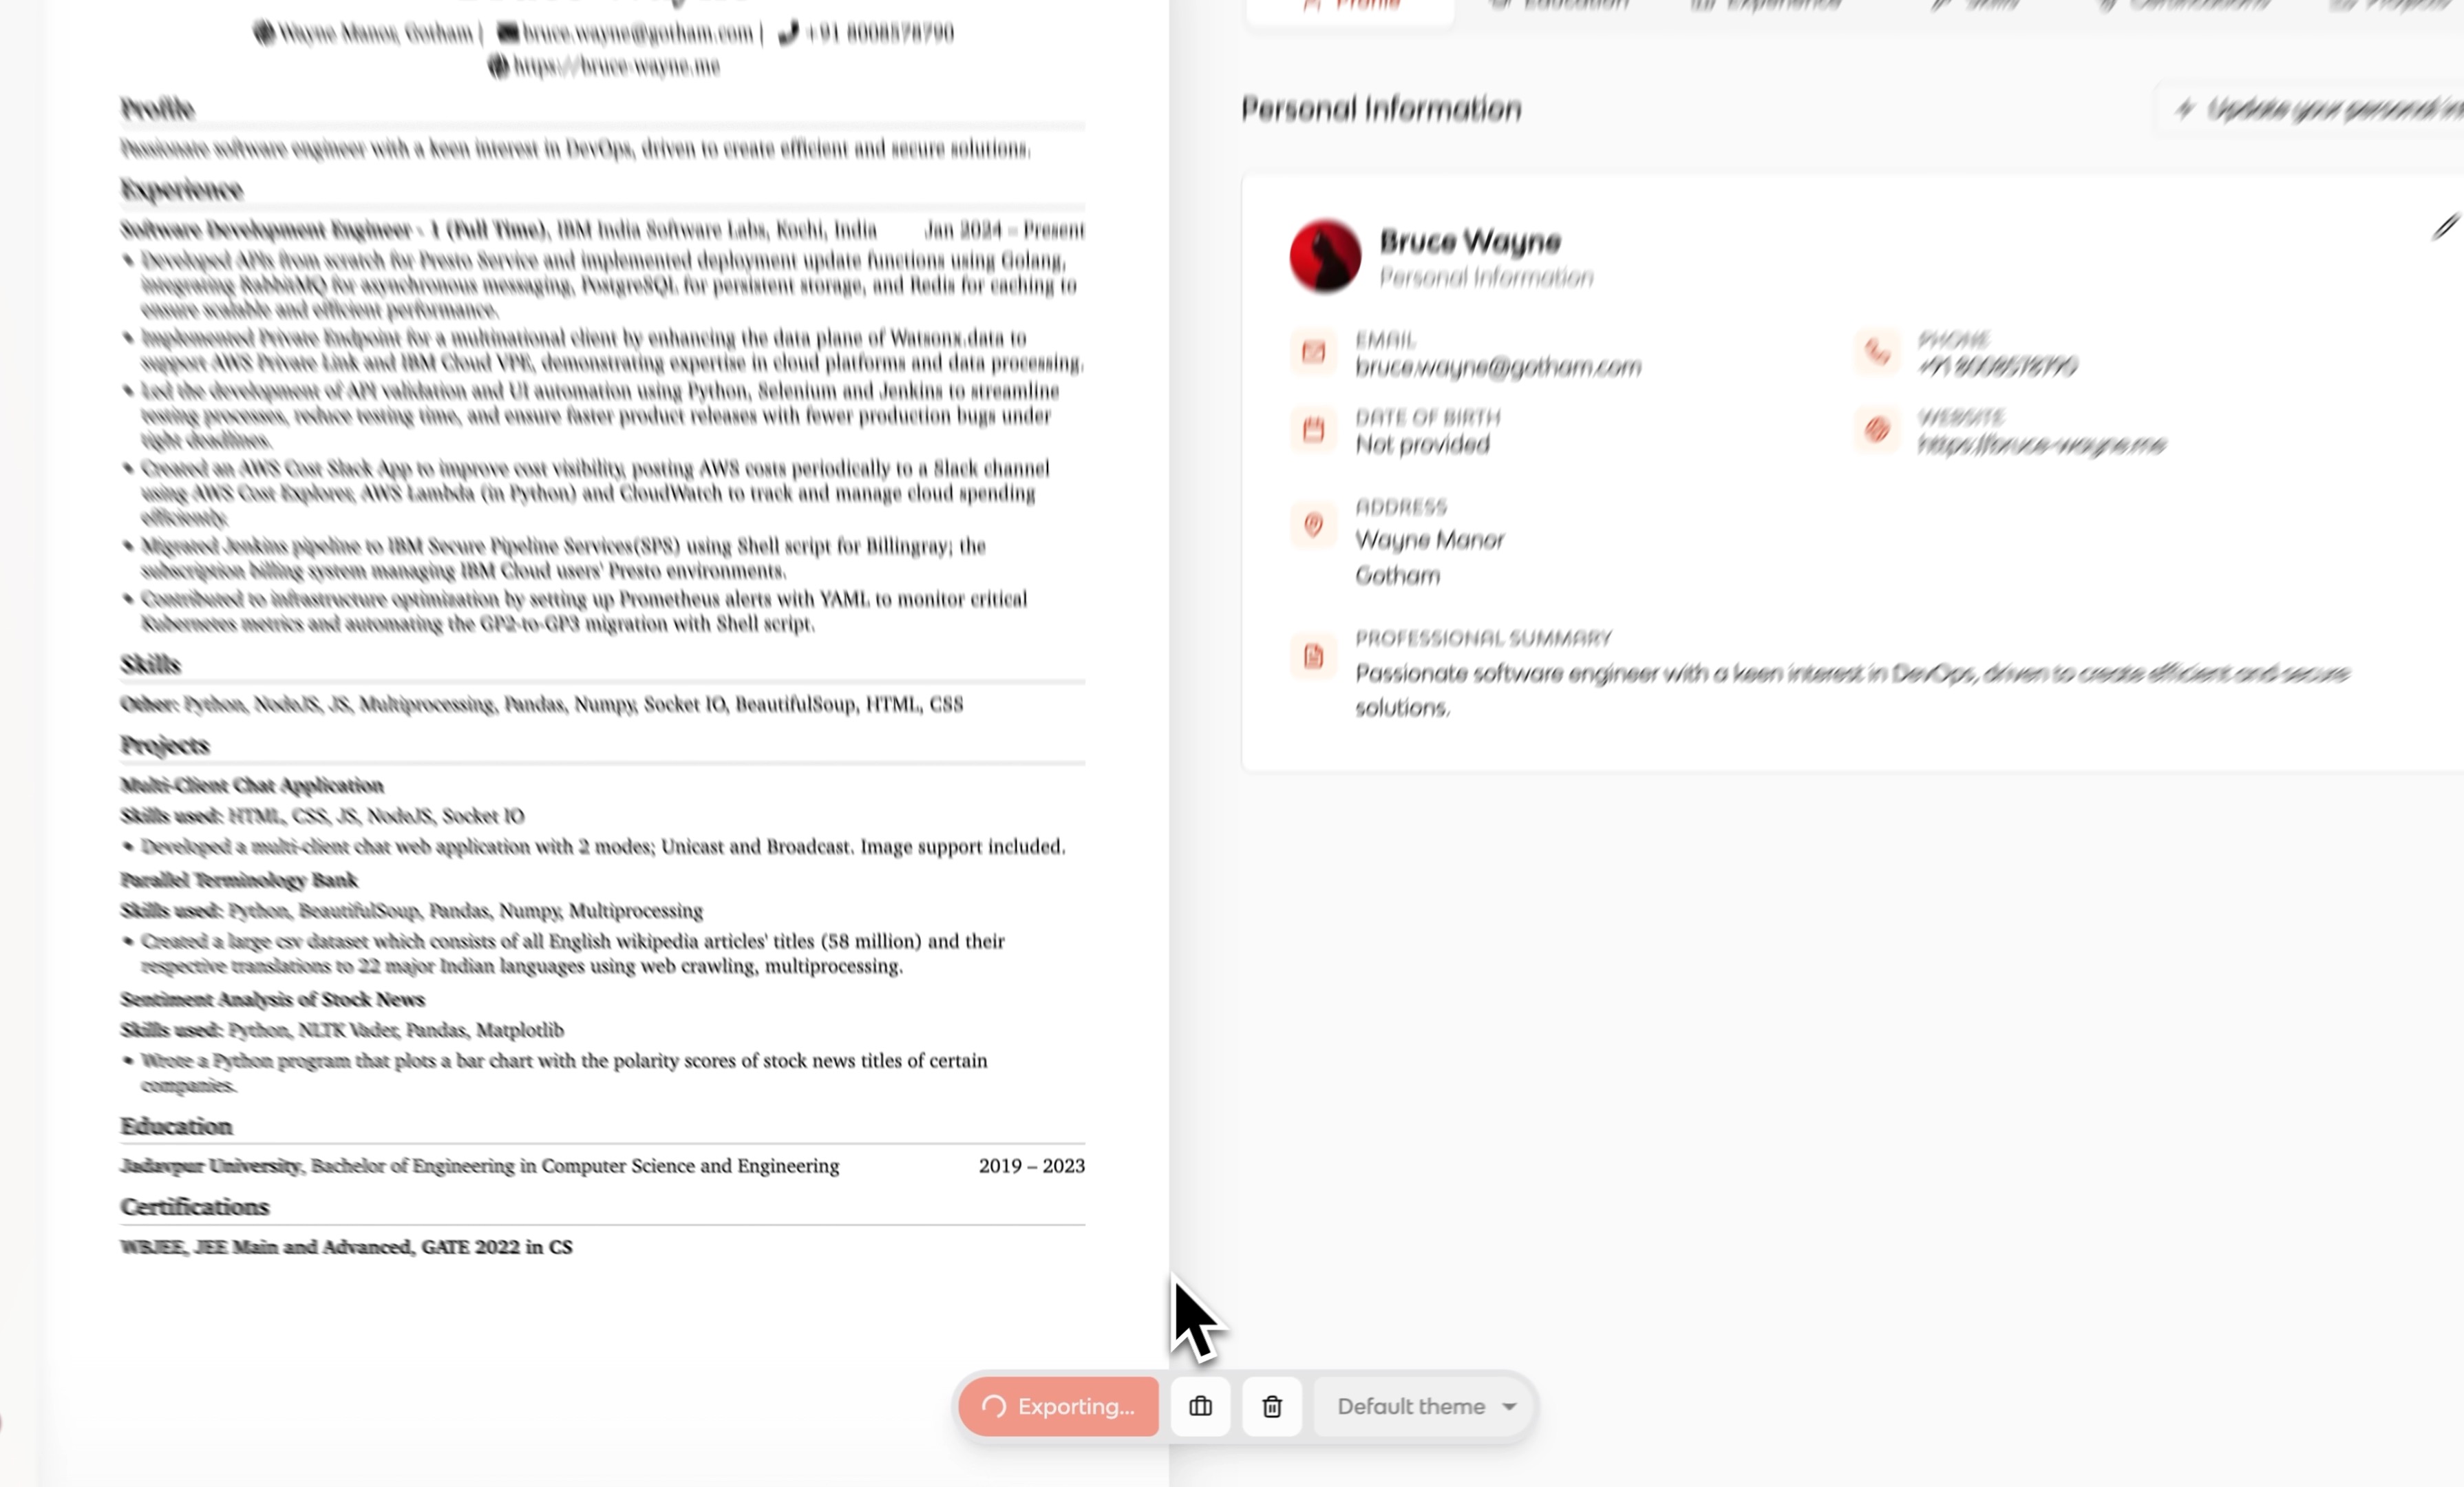 Wayne Manor, Gotham | bruce.wayne@gotham.com | +91 8008578790
https://bruce-wayne.me
Profile
Passionate software engineer with a keen interest in DevOps, driven to create efficient and secure solutions.
Experience
Software Development Engineer - 1 (Full Time), IBM India Software Labs, Kochi, India Jan 2024 – Present
• Developed APIs from scratch for Presto Service and implemented deployment update functions using Golang,
integrating RabbitMQ for asynchronous messaging, PostgreSQL for persistent storage, and Redis for caching to
ensure scalable and efficient performance.
• Implemented Private Endpoint for a multinational client by enhancing the data plane of Watsonx.data to
support AWS Private Link and IBM Cloud VPE, demonstrating expertise in cloud platforms and data processing.
• Led the development of API validation and UI automation using Python, Selenium and Jenkins to streamline
testing processes, reduce testing time, and ensure faster product releases with fewer production bugs under
tight deadlines.
• Created an AWS Cost Slack App to improve cost visibility, posting AWS costs periodically to a Slack channel
using AWS Cost Explorer, AWS Lambda (in Python) and CloudWatch to track and manage cloud spending
efficiently.
• Migrated Jenkins pipeline to IBM Secure Pipeline Services(SPS) using Shell script for Billingray; the
subscription billing system managing IBM Cloud users' Presto environments.
• Contributed to infrastructure optimization by setting up Prometheus alerts with YAML to monitor critical
Kubernetes metrics and automating the GP2-to-GP3 migration with Shell script.
Skills
Other: Python, NodeJS, JS, Multiprocessing, Pandas, Numpy, Socket IO, BeautifulSoup, HTML, CSS
Projects
Multi-Client Chat Application
Skills used: HTML, CSS, JS, NodeJS, Socket IO
• Developed a multi-client chat web application with 2 modes; Unicast and Broadcast. Image support included.
Parallel Terminology Bank
Skills used: Python, BeautifulSoup, Pandas, Numpy, Multiprocessing
• Created a large csv dataset which consists of all English wikipedia articles' titles (58 million) and their
respective translations to 22 major Indian languages using web crawling, multiprocessing.
Sentiment Analysis of Stock News
Skills used: Python, NLTK Vader, Pandas, Matplotlib
• Wrote a Python program that plots a bar chart with the polarity scores of stock news titles of certain
companies.
Education
Jadavpur University, Bachelor of Engineering in Computer Science and Engineering 2019 – 2023
Certifications
WBJEE, JEE Main and Advanced, GATE 2022 in CS
Profile Education Experience Skills Certifications
Personal Information
Update your personal
Bruce Wayne
Personal Information
EMAIL
bruce.wayne@gotham.com
PHONE
+91 8008578790
DATE OF BIRTH
Not provided
WEBSITE
https://bruce-wayne.me
ADDRESS
Wayne Manor
Gotham
PROFESSIONAL SUMMARY
Passionate software engineer with a keen interest in DevOps, driven to create efficient and secure
solutions.
Exporting...
Default theme